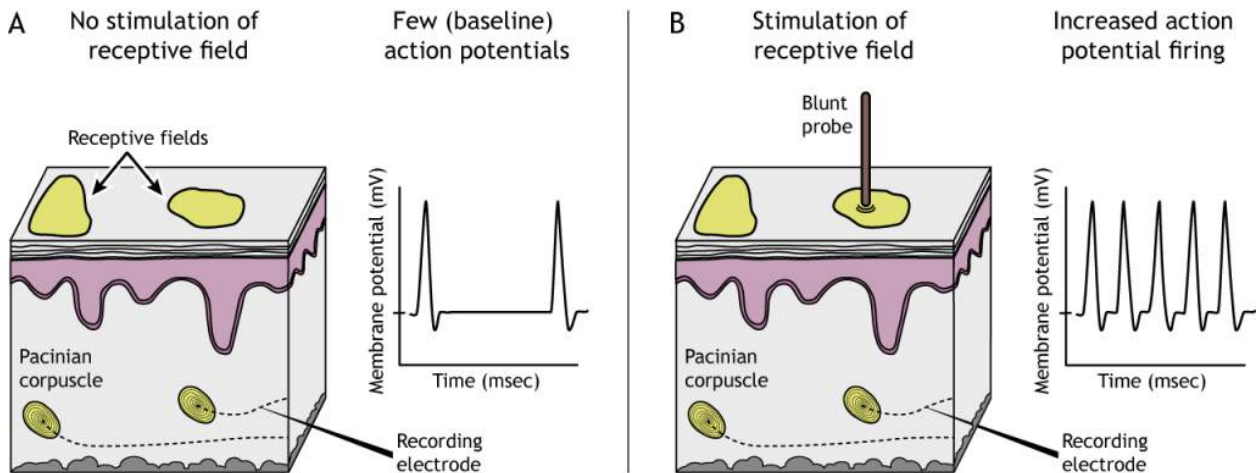 A
No stimulation of
receptive field
Few (baseline)
action potentials
Receptive fields
Membrane potential (mV)
Time (msec)
Pacinian
corpuscle
Recording
electrode
B
Stimulation of
receptive field
Increased action
potential firing
Blunt
probe
Membrane potential (mV)
Time (msec)
Pacinian
corpuscle
Recording
electrode